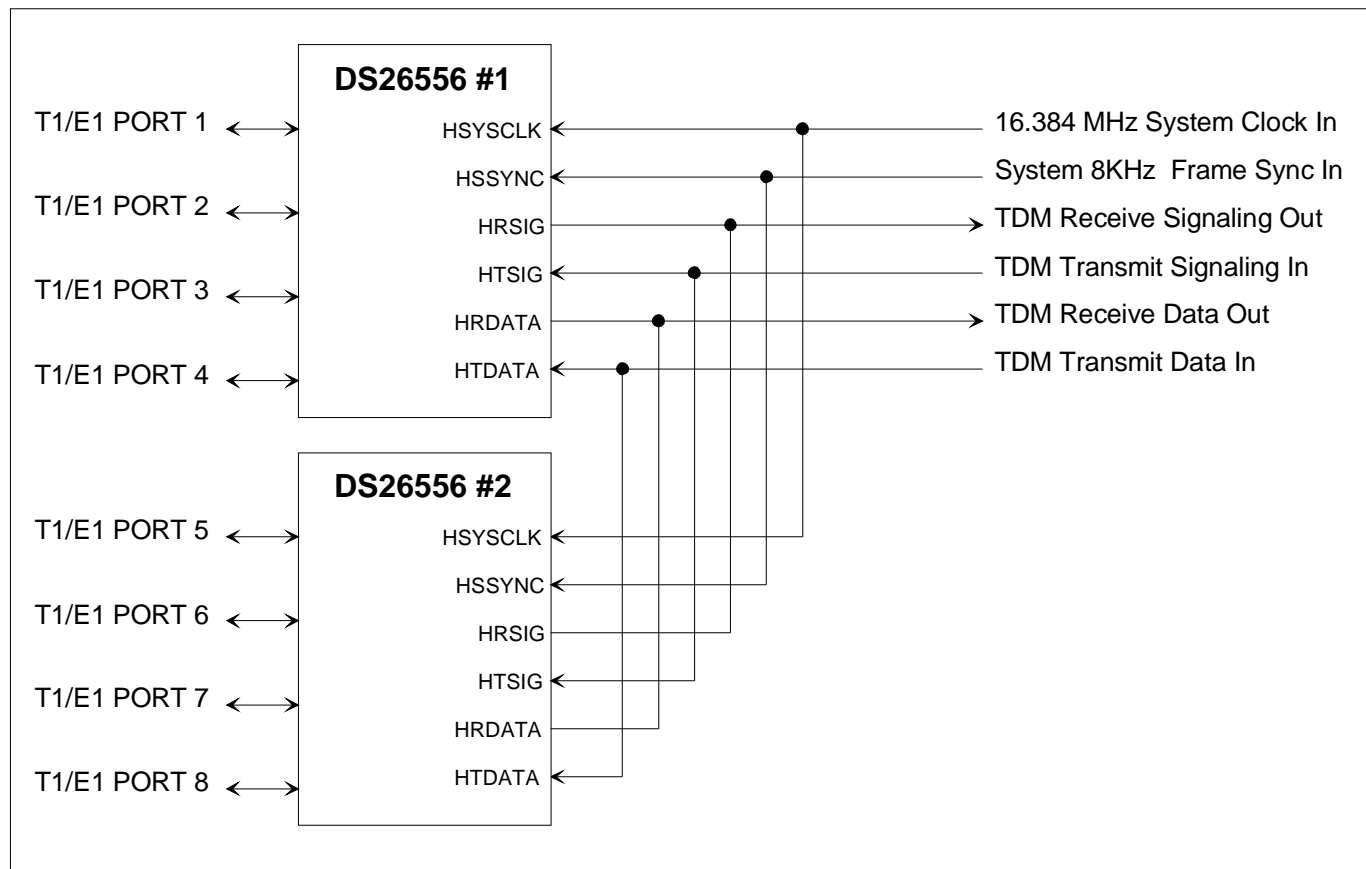 DS26556 #1
T1/E1 PORT 1
T1/E1 PORT 2
T1/E1 PORT 3
T1/E1 PORT 4
HSYSCLK
HSSYNC
HRSIG
HTSIG
HRDATA
HTDATA
16.384 MHz System Clock In
System 8KHz Frame Sync In
TDM Receive Signaling Out
TDM Transmit Signaling In
TDM Receive Data Out
TDM Transmit Data In
DS26556 #2
T1/E1 PORT 5
T1/E1 PORT 6
T1/E1 PORT 7
T1/E1 PORT 8
HSYSCLK
HSSYNC
HRSIG
HTSIG
HRDATA
HTDATA